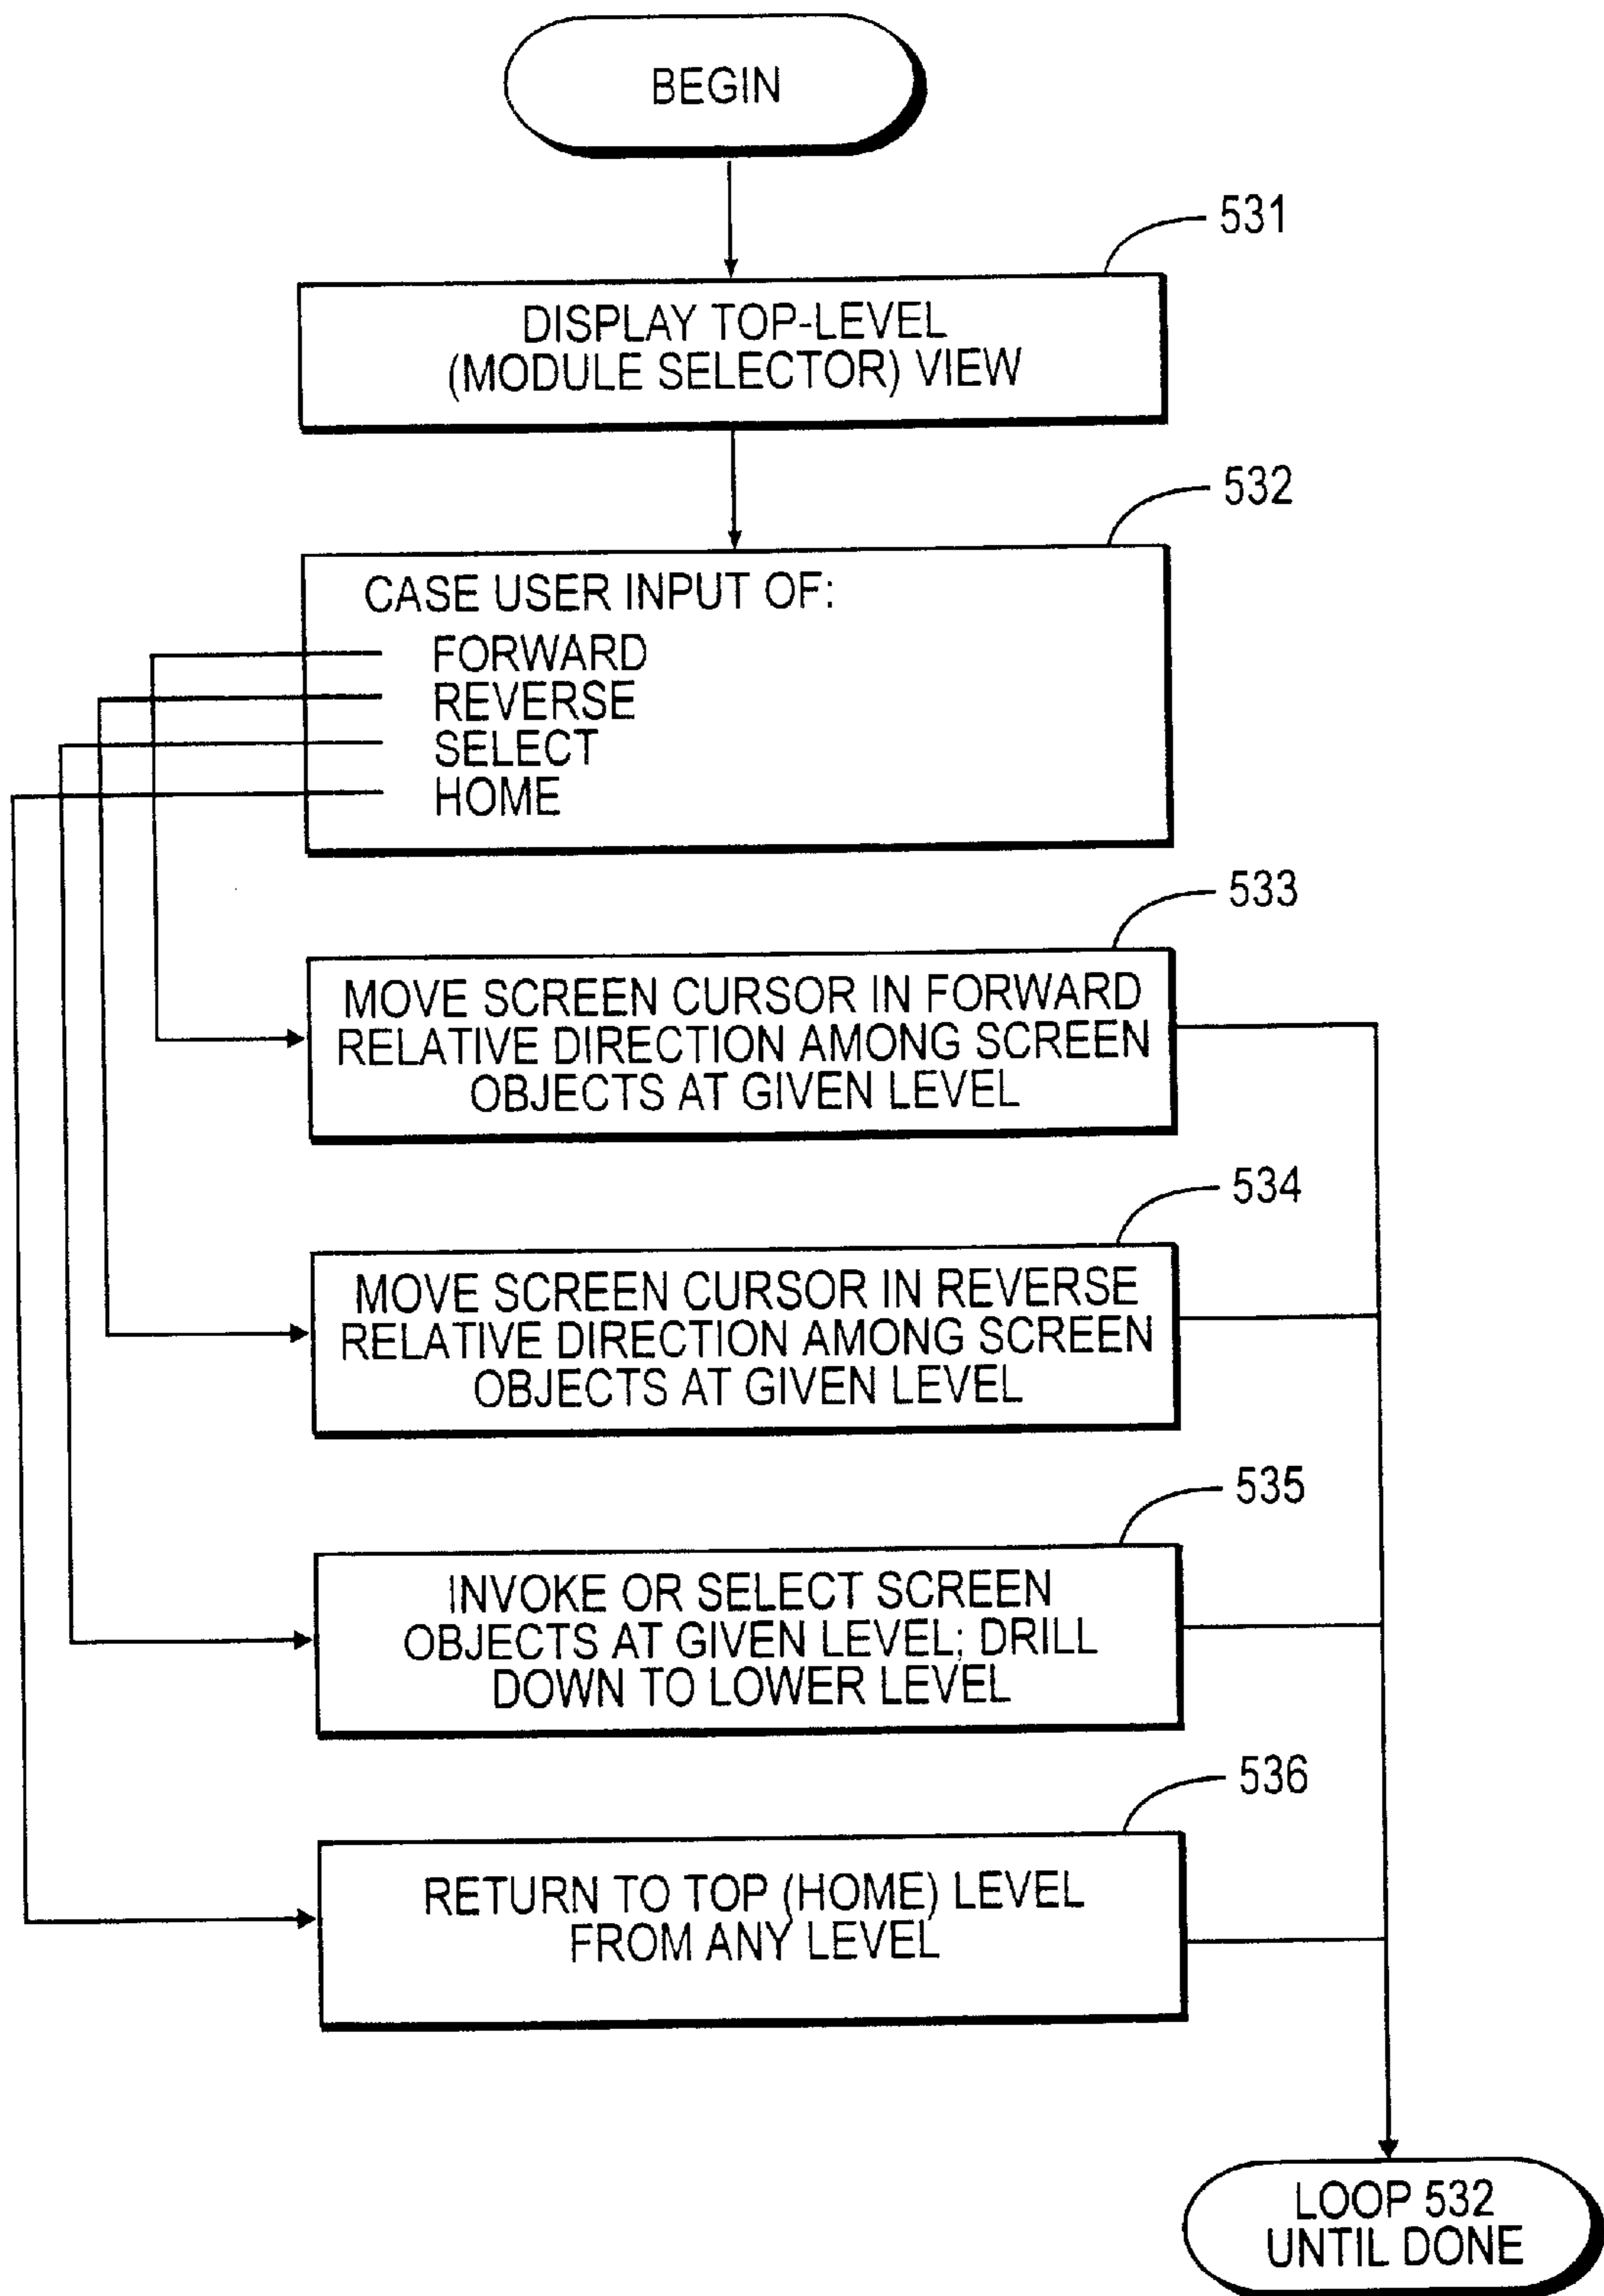 BEGIN
531
DISPLAY TOP-LEVEL
(MODULE SELECTOR) VIEW
532
CASE USER INPUT OF:
FORWARD
REVERSE
SELECT
HOME
533
MOVE SCREEN CURSOR IN FORWARD
RELATIVE DIRECTION AMONG SCREEN
OBJECTS AT GIVEN LEVEL
534
MOVE SCREEN CURSOR IN REVERSE
RELATIVE DIRECTION AMONG SCREEN
OBJECTS AT GIVEN LEVEL
535
INVOKE OR SELECT SCREEN
OBJECTS AT GIVEN LEVEL; DRILL
DOWN TO LOWER LEVEL
536
RETURN TO TOP (HOME) LEVEL
FROM ANY LEVEL
LOOP 532
UNTIL DONE